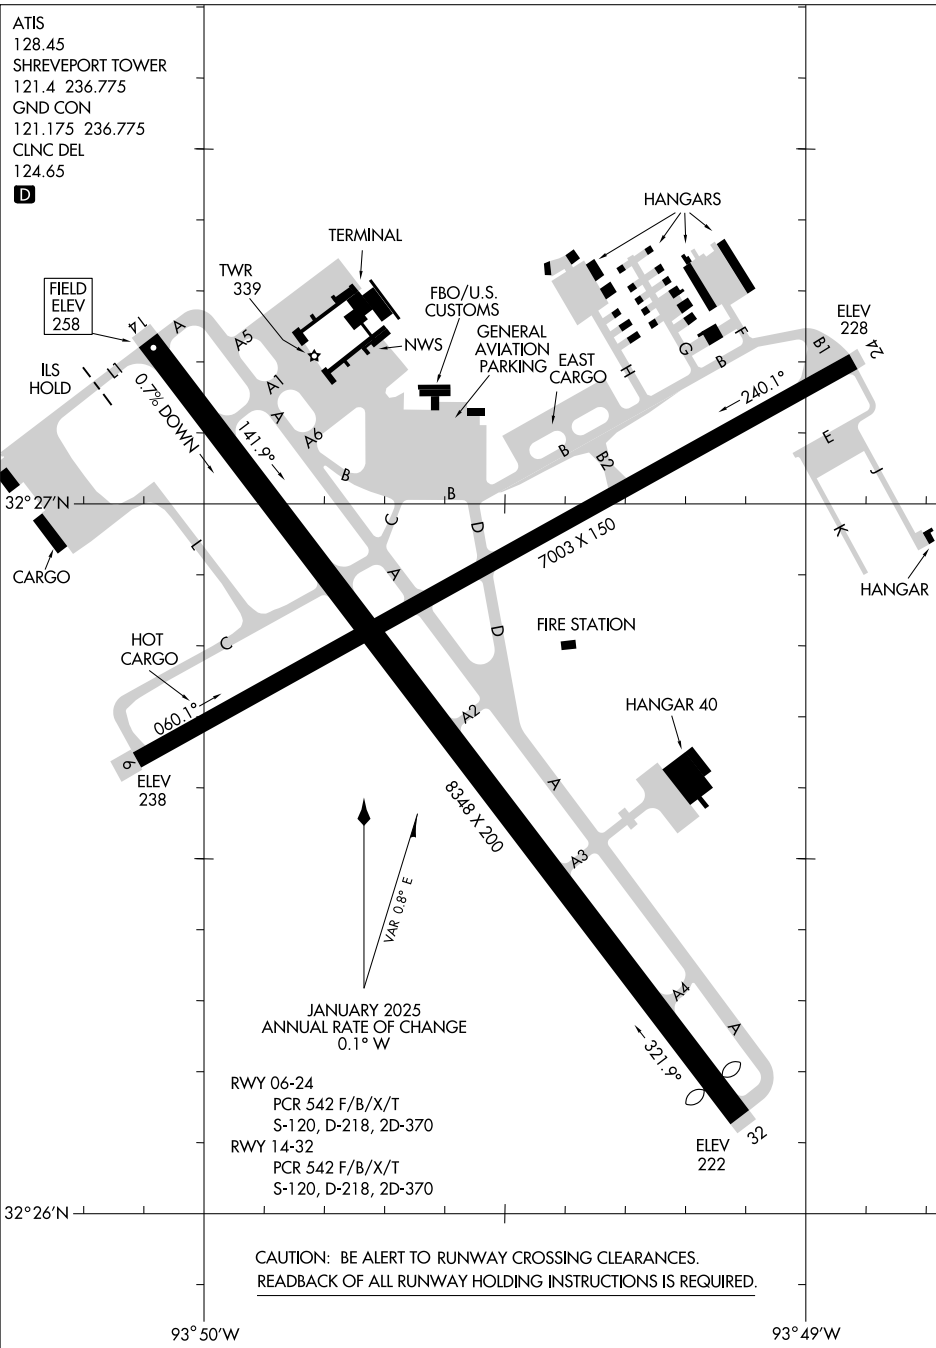 ATIS
128.45
SHREVEPORT TOWER
121.4 236.775
GND CON
121.175 236.775
CLNC DEL
124.65
D
HANGARS
TERMINAL
TWR
339
FBO/U.S.
CUSTOMS
FIELD
ELEV
258
14
A
A5
NWS
GENERAL
AVIATION
PARKING
EAST
CARGO
ELEV
228
24
B1
F
B
G
H
ILS
HOLD
L1
0.7% DOWN
A1
A
A6
141.9°
B
B
B
B2
240.1°
E
J
K
32°27'N
C
D
7003 X 150
CARGO
L
A
HANGAR
HOT
CARGO
C
D
FIRE STATION
060.1°
6
ELEV
238
A2
HANGAR 40
A
8348 X 200
A3
VAR 0.8° E
JANUARY 2025
ANNUAL RATE OF CHANGE
0.1° W
A4
A
321.9°
32
ELEV
222
RWY 06-24
PCR 542 F/B/X/T
S-120, D-218, 2D-370
RWY 14-32
PCR 542 F/B/X/T
S-120, D-218, 2D-370
32°26'N
CAUTION: BE ALERT TO RUNWAY CROSSING CLEARANCES.
READBACK OF ALL RUNWAY HOLDING INSTRUCTIONS IS REQUIRED.
93°50'W
93°49'W